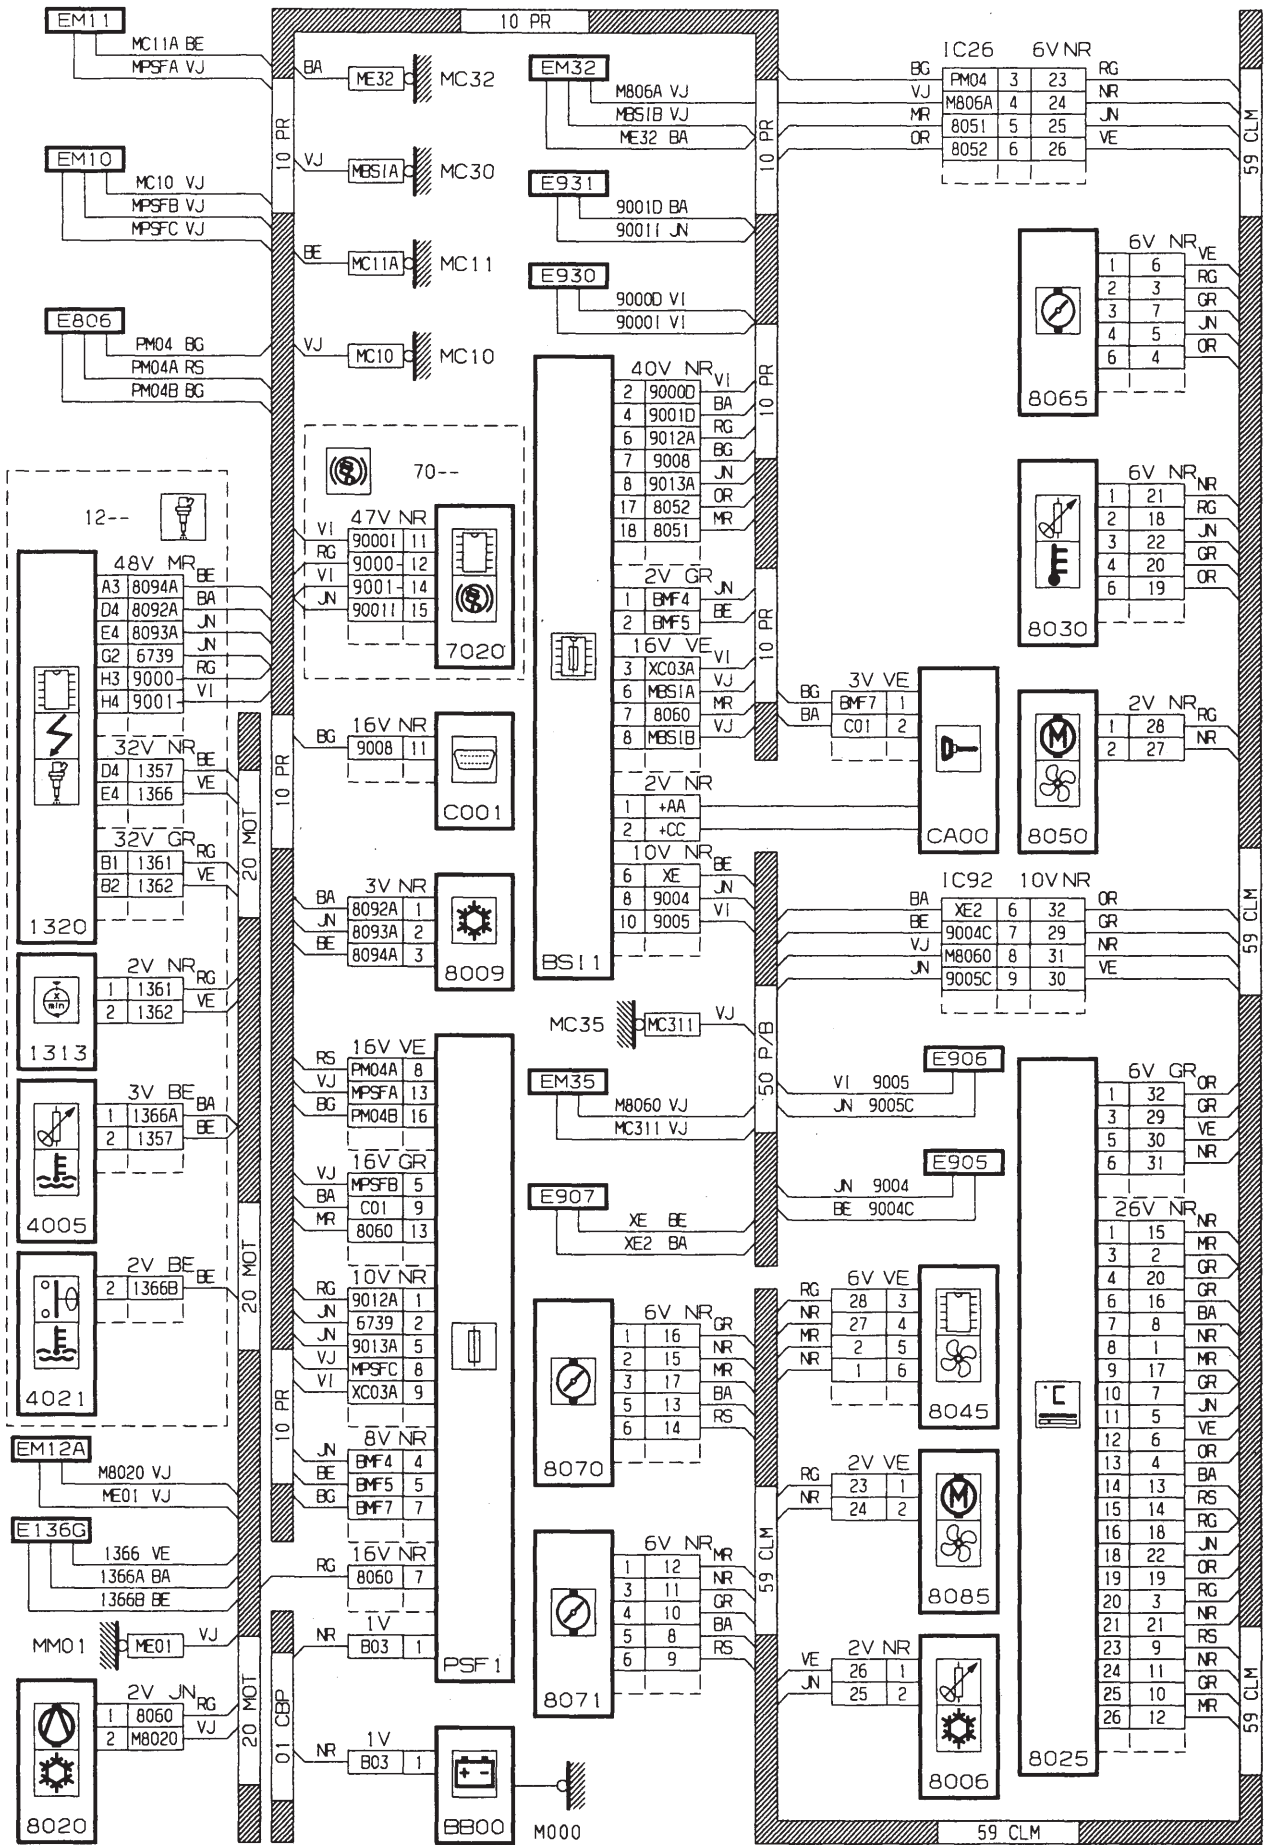 10 PR
EM11
MC11A BE
MPSFA VJ
10 PR
EM10
MC10 VJ
MPSFB VJ
MPSFC VJ
E806
PM04 BG
PM04A RS
PM04B BG
BA ME32 MC32
VJ MBSIA MC30
BE MC11A MC11
VJ MC10 MC10
EM32
M806A VJ
MBSIB VJ
ME32 BA
10 PR
E931
9001D BA
9001I JN
E930
9000D VI
9000I VI
IC26 6V NR
BG PM04 3 23 RG
VJ M806A 4 24 NR
MR 8051 5 25 JN
OR 8052 6 26 VE
59 CLM
6V NR
1 6 VE
2 3 RG
3 7 GR
4 5 JN
6 4 OR
8065
6V NR
1 21 NR
2 18 RG
3 22 JN
4 20 GR
6 19 OR
8030
2V NR
1 28 RG
2 27 NR
8050
12--
48V MR
A3 8094A BE
D4 8092A BA
E4 8093A JN
G2 6739 JN
H3 9000- RG
H4 9001- VI
32V NR
D4 1357 BE
E4 1366 VE
32V GR
B1 1361 RG
B2 1362 VE
1320
20 MOT
2V NR
1 1361 RG
2 1362 VE
x
min
1313
3V BE
1 1366A BA
2 1357 BE
4005
2V BE
2 1366B BE
4021
20 MOT
EM12A
M8020 VJ
ME01 VJ
E136G
1366 VE
1366A BA
1366B BE
MM01 ME01 VJ
2V JN
1 8060 RG
2 M8020 VJ
8020
20 MOT
01 CBP
70--
47V NR
VI 9000I 11
RG 9000- 12
VI 9001- 14
JN 9001I 15
7020
10 PR
16V NR
BG 9008 11
C001
3V NR
BA 8092A 1
JN 8093A 2
BE 8094A 3
8009
16V VE
RS PM04A 8
VJ MPSFA 13
BG PM04B 16
16V GR
VJ MPSFB 5
BA C01 9
MR 8060 13
10V NR
RG 9012A 1
JN 6739 2
JN 9013A 5
VJ MPSFC 8
VI XC03A 9
10 PR
8V NR
JN BMF4 4
BE BMF5 5
BG BMF7 7
16V NR
RG 8060 7
1V
NR B03 1
PSF1
1V
NR B03 1
+ -
BB00
M000
40V NR
2 9000D VI
4 9001D BA
6 9012A RG
7 9008 BG
8 9013A JN
17 8052 OR
18 8051 MR
2V GR
1 BMF4 JN
2 BMF5 BE
16V VE
3 XC03A VI
6 MBSIA VJ
7 8060 MR
8 MBSIB VJ
2V NR
1 +AA
2 +CC
10V NR
6 XE BE
8 9004 JN
10 9005 VI
BSI1
10 PR
10 PR
3V VE
BG BMF7 1
BA C01 2
CA00
IC92 10V NR
BA XE2 6 32 OR
BE 9004C 7 29 GR
VJ M8060 8 31 NR
JN 9005C 9 30 VE
59 CLM
MC35 MC311 VJ
50 P/B
EM35
M8060 VJ
MC311 VJ
E906
VI 9005
JN 9005C
E905
JN 9004
BE 9004C
E907
XE BE
XE2 BA
6V NR
1 16 GR
2 15 NR
3 17 MR
5 13 BA
6 14 RS
8070
6V NR
1 12 MR
3 11 NR
4 10 GR
5 8 BA
6 9 RS
8071
59 CLM
6V VE
RG 28 3
NR 27 4
MR 2 5
NR 1 6
8045
2V VE
RG 23 1
NR 24 2
M
8085
2V NR
VE 26 1
JN 25 2
8006
6V GR
1 32 OR
3 29 GR
5 30 VE
6 31 NR
26V NR
1 15 NR
3 2 MR
4 20 GR
6 16 GR
7 8 BA
8 1 NR
9 17 MR
10 7 GR
11 5 JN
12 6 VE
13 4 OR
14 13 BA
15 14 RS
16 18 RG
18 22 JN
19 19 OR
20 3 RG
21 21 NR
23 9 RS
24 11 NR
25 10 GR
26 12 MR
°C
8025
59 CLM
59 CLM
M